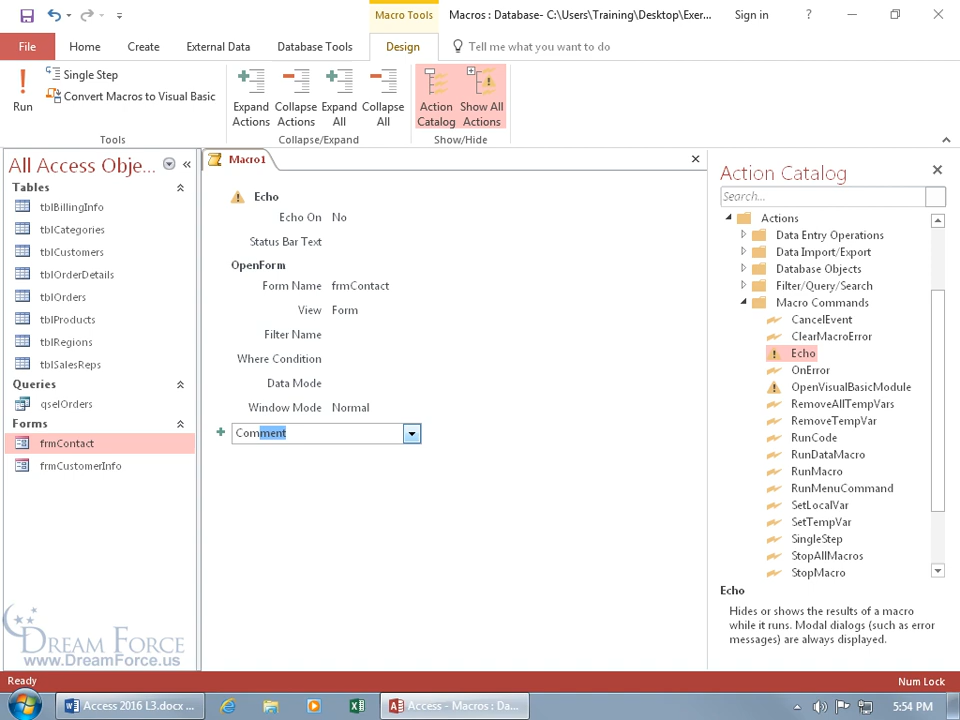 Macro Tools
Macros : Database- C:\Users\Training\Desktop\Exer...
Sign in
?
File
Home
Create
External Data
Database Tools
Design
Tell me what you want to do
Run
Single Step
Convert Macros to Visual Basic
Tools
Expand Actions
Collapse Actions
Expand All
Collapse All
Collapse/Expand
Action Catalog
Show All Actions
Show/Hide
All Access Obje...
Tables
tblBillingInfo
tblCategories
tblCustomers
tblOrderDetails
tblOrders
tblProducts
tblRegions
tblSalesReps
Queries
qselOrders
Forms
frmContact
frmCustomerInfo
DREAM FORCE
www.DreamForce.us
Macro1
Echo
Echo On No
Status Bar Text
OpenForm
Form Name frmContact
View Form
Filter Name
Where Condition
Data Mode
Window Mode Normal
Comment
Action Catalog
Search...
Actions
Data Entry Operations
Data Import/Export
Database Objects
Filter/Query/Search
Macro Commands
CancelEvent
ClearMacroError
Echo
OnError
OpenVisualBasicModule
RemoveAllTempVars
RemoveTempVar
RunCode
RunDataMacro
RunMacro
RunMenuCommand
SetLocalVar
SetTempVar
SingleStep
StopAllMacros
StopMacro
Echo
Hides or shows the results of a macro
while it runs. Modal dialogs (such as error
messages) are always displayed.
Ready
Num Lock
Access 2016 L3.docx ...
Access - Macros : Da...
5:54 PM